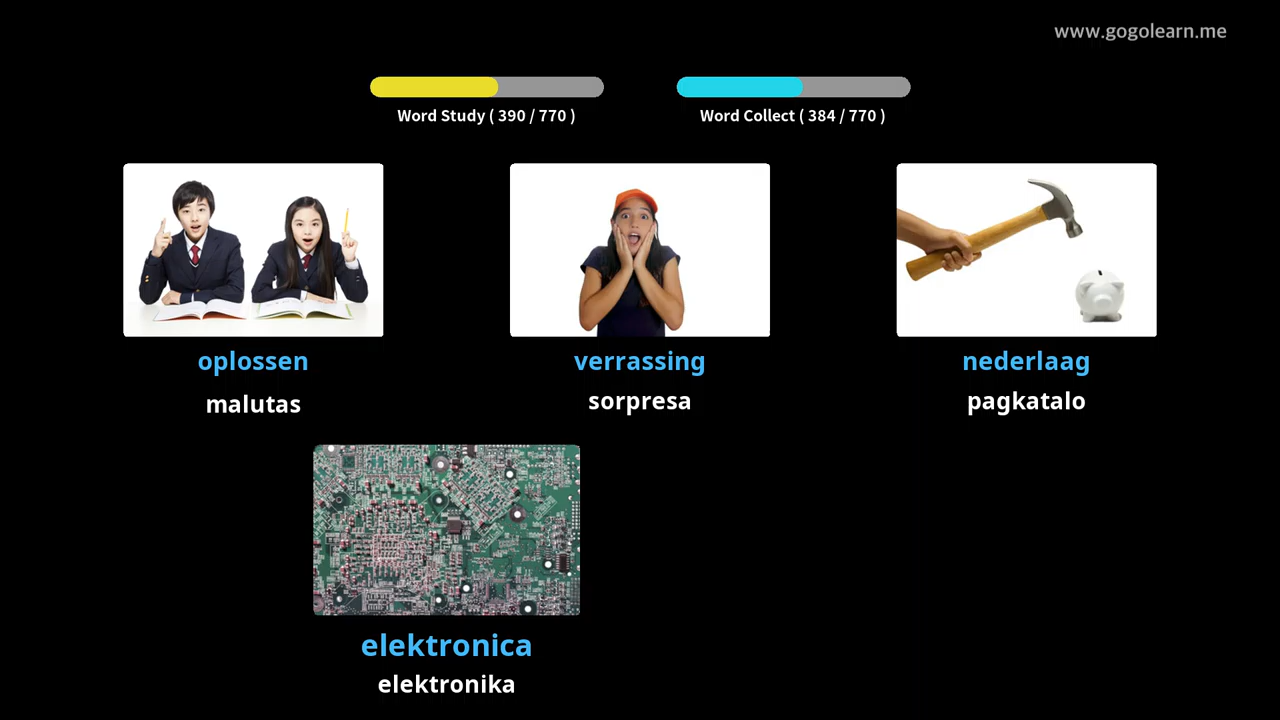 www.gogolearn.me
Word Study ( 390 / 770 )
Word Collect ( 384 / 770 )
oplossen
malutas
verrassing
sorpresa
nederlaag
pagkatalo
elektronica
elektronika